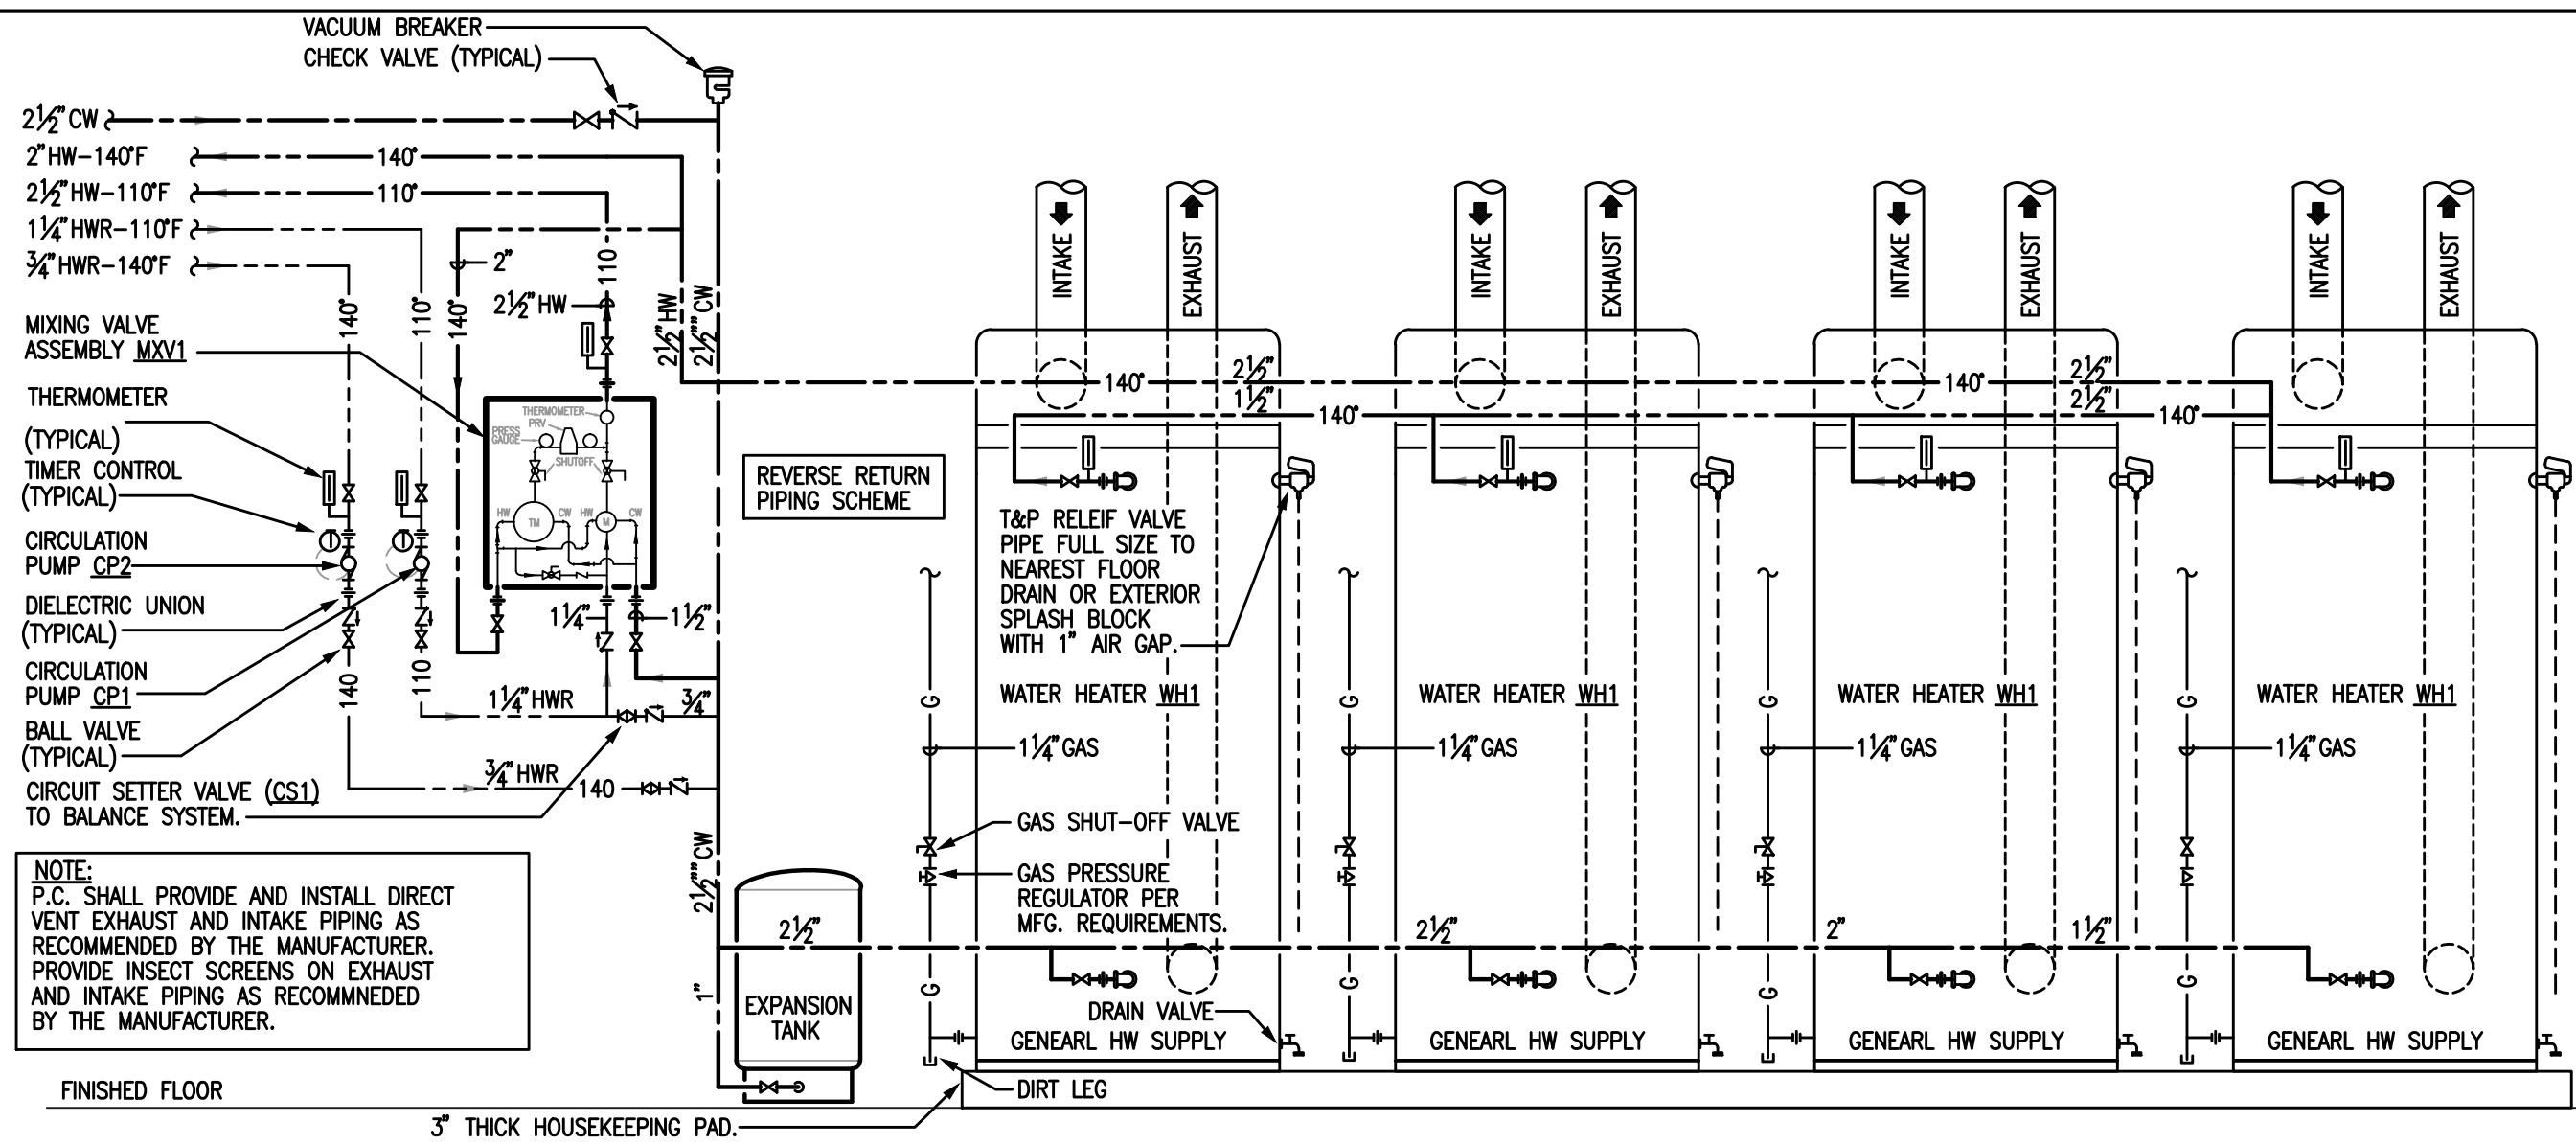 VACUUM BREAKER
CHECK VALVE (TYPICAL)
2½" CW
2" HW-140°F
140°
2½" HW-110°F
110°
1¼" HWR-110°F
¾" HWR-140°F
2"
110
2½" HW
140°
110°
140°
2½" HW
2½"" CW
MIXING VALVE
ASSEMBLY MXV1
THERMOMETER
(TYPICAL)
TIMER CONTROL
(TYPICAL)
CIRCULATION
PUMP CP2
DIELECTRIC UNION
(TYPICAL)
CIRCULATION
PUMP CP1
BALL VALVE
(TYPICAL)
CIRCUIT SETTER VALVE (CS1)
TO BALANCE SYSTEM.
THERMOMETER
PRV
PRESS
GAUGE
SHUTOFF
HW
TM
CW
HW
M
CW
T
T
1¼"
1½"
140
110
1¼" HWR
¾"
¾" HWR
140
2½"" CW
1"
REVERSE RETURN
PIPING SCHEME
NOTE:
P.C. SHALL PROVIDE AND INSTALL DIRECT
VENT EXHAUST AND INTAKE PIPING AS
RECOMMENDED BY THE MANUFACTURER.
PROVIDE INSECT SCREENS ON EXHAUST
AND INTAKE PIPING AS RECOMMNEDED
BY THE MANUFACTURER.
FINISHED FLOOR
3" THICK HOUSEKEEPING PAD.
EXPANSION
TANK
2½"
INTAKE
EXHAUST
INTAKE
EXHAUST
INTAKE
EXHAUST
INTAKE
EXHAUST
140°
2½"
1½"
140°
140°
2½"
2½"
140°
T&P RELEIF VALVE
PIPE FULL SIZE TO
NEAREST FLOOR
DRAIN OR EXTERIOR
SPLASH BLOCK
WITH 1" AIR GAP.
WATER HEATER WH1
WATER HEATER WH1
WATER HEATER WH1
WATER HEATER WH1
G
G
G
G
1¼" GAS
1¼" GAS
1¼" GAS
1¼" GAS
GAS SHUT-OFF VALVE
GAS PRESSURE
REGULATOR PER
MFG. REQUIREMENTS.
2½"
2"
1½"
G
G
G
G
DRAIN VALVE
GENEARL HW SUPPLY
GENEARL HW SUPPLY
GENEARL HW SUPPLY
GENEARL HW SUPPLY
DIRT LEG